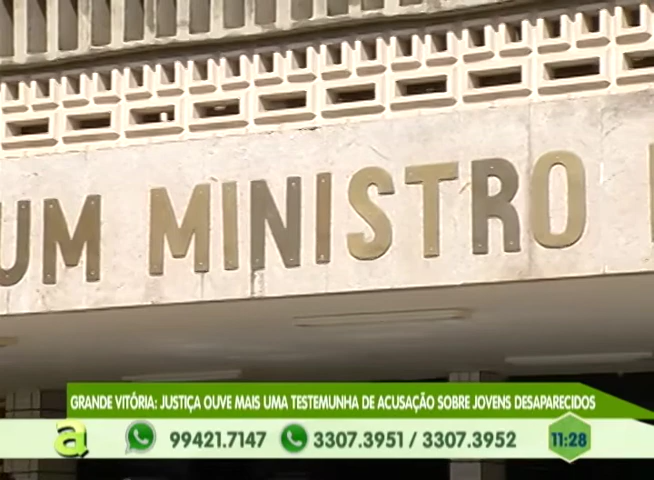 UM MINISTRO
GRANDE VITÓRIA: JUSTIÇA OUVE MAIS UMA TESTEMUNHA DE ACUSAÇÃO SOBRE JOVENS DESAPARECIDOS
a 99421.7147 3307.3951 / 3307.3952 11:28